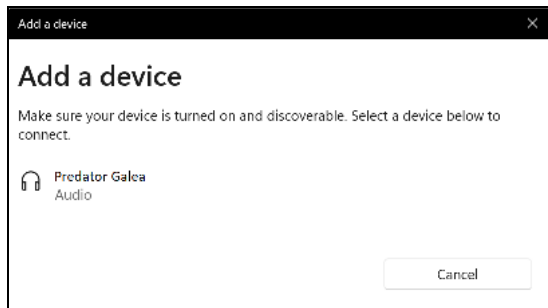 Add a device
Add a device
Make sure your device is turned on and discoverable. Select a device below to
connect.
Predator Galea
Audio
Cancel